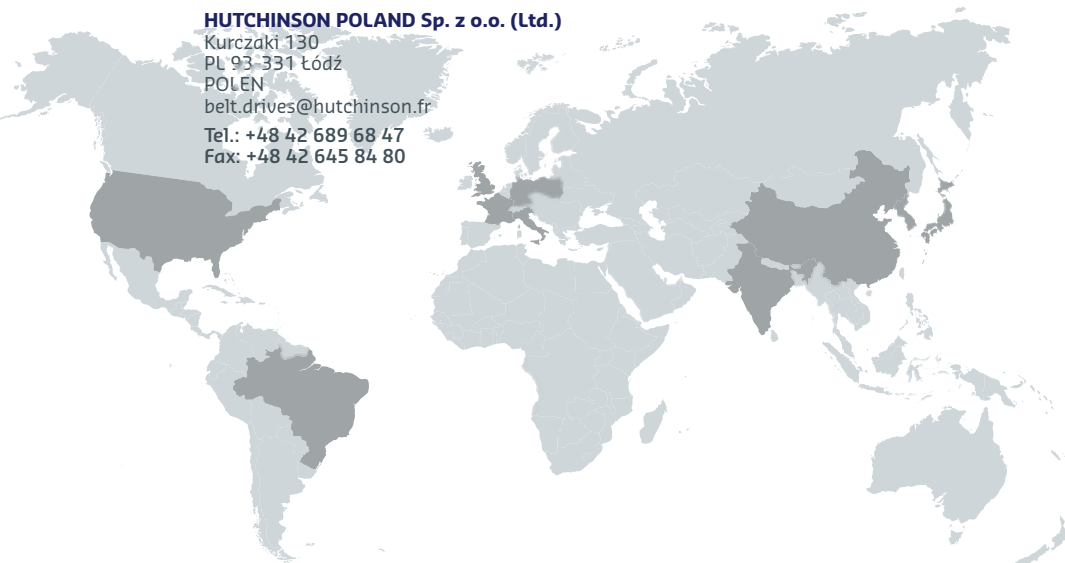 HUTCHINSON POLAND Sp. z o.o. (Ltd.)
Kurczaki 130
PL 93-331 Łódź
POLEN
belt.drives@hutchinson.fr
Tel.: +48 42 689 68 47
Fax: +48 42 645 84 80